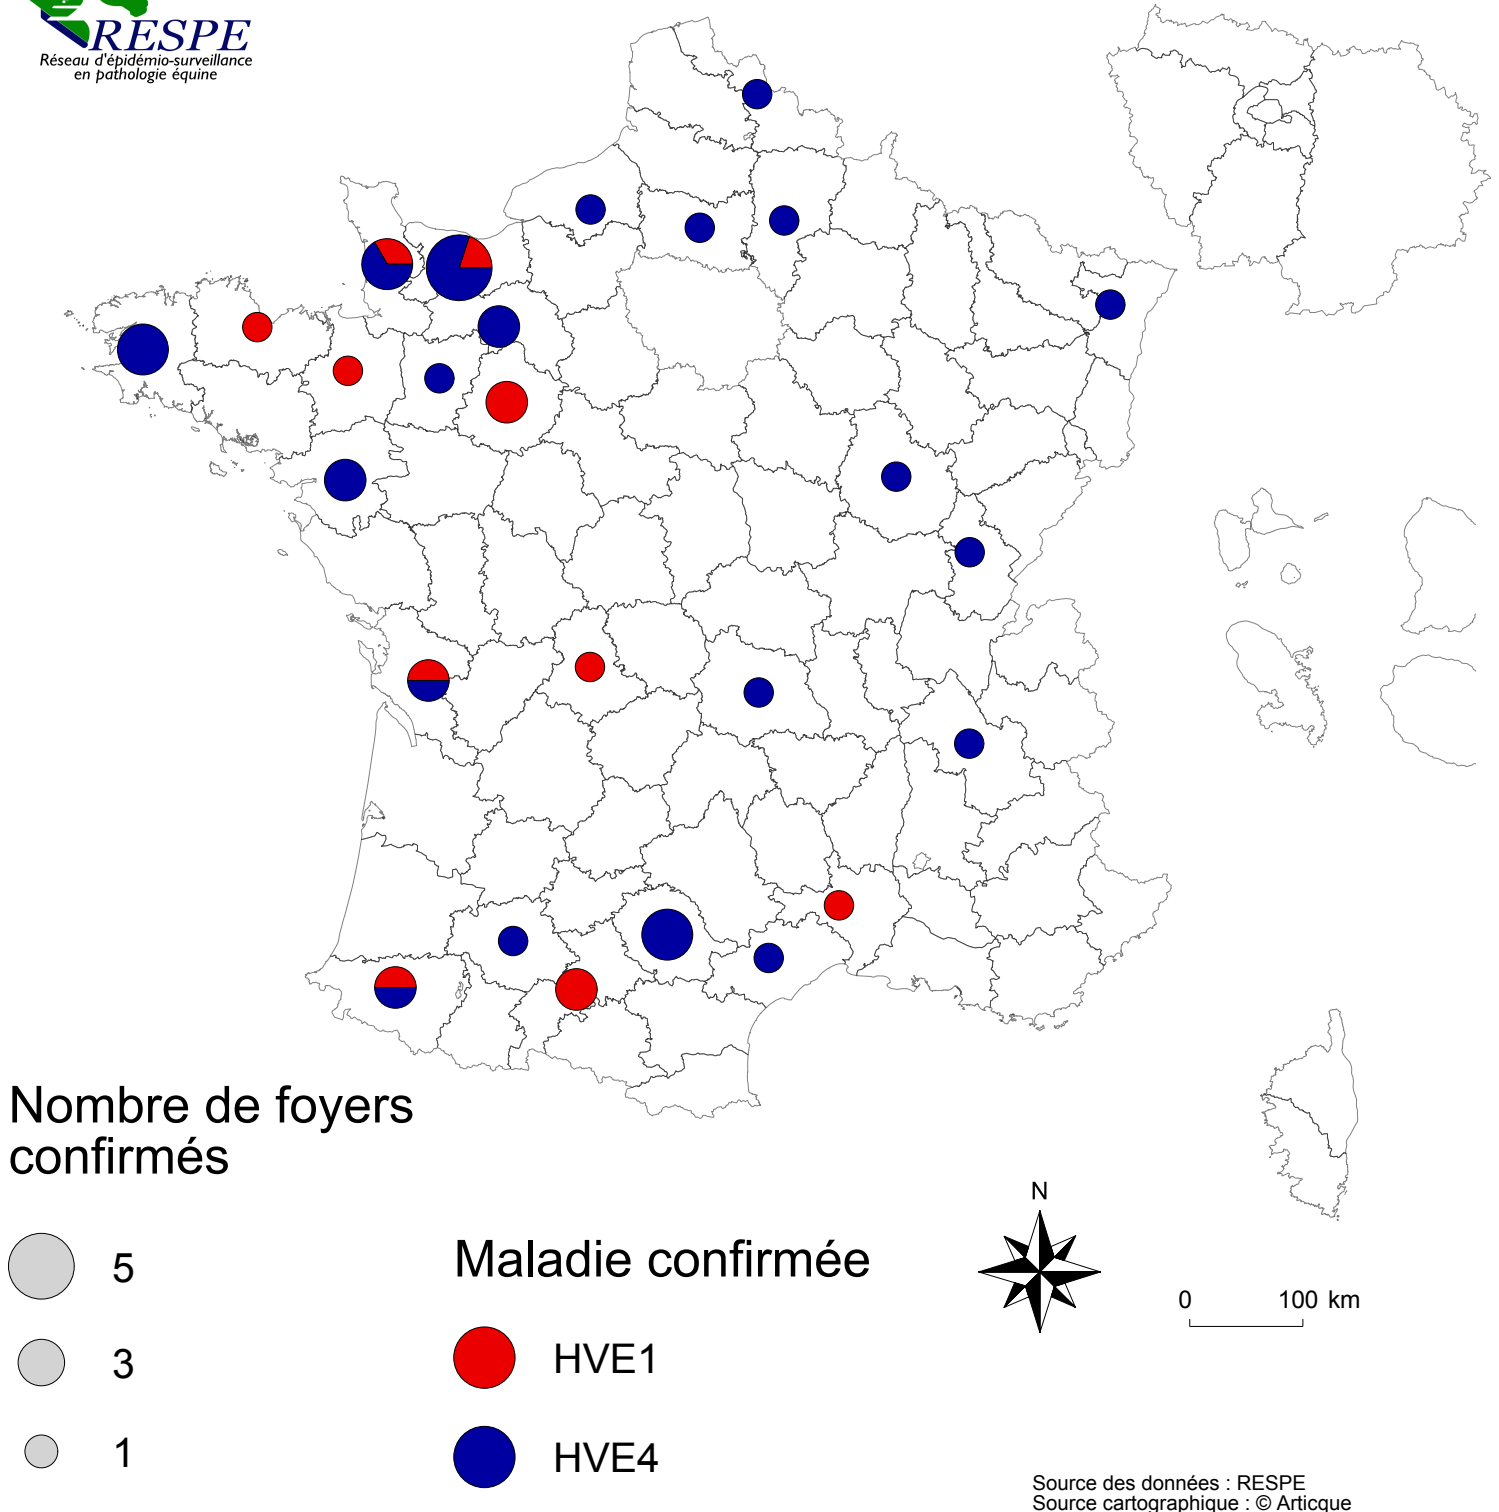 RESPE
Réseau d'épidémio-surveillance
en pathologie équine
Nombre de foyers
confirmés
5
3
1
Maladie confirmée
HVE1
HVE4
N
0 100 km
Source des données : RESPE
Source cartographique : © Articque